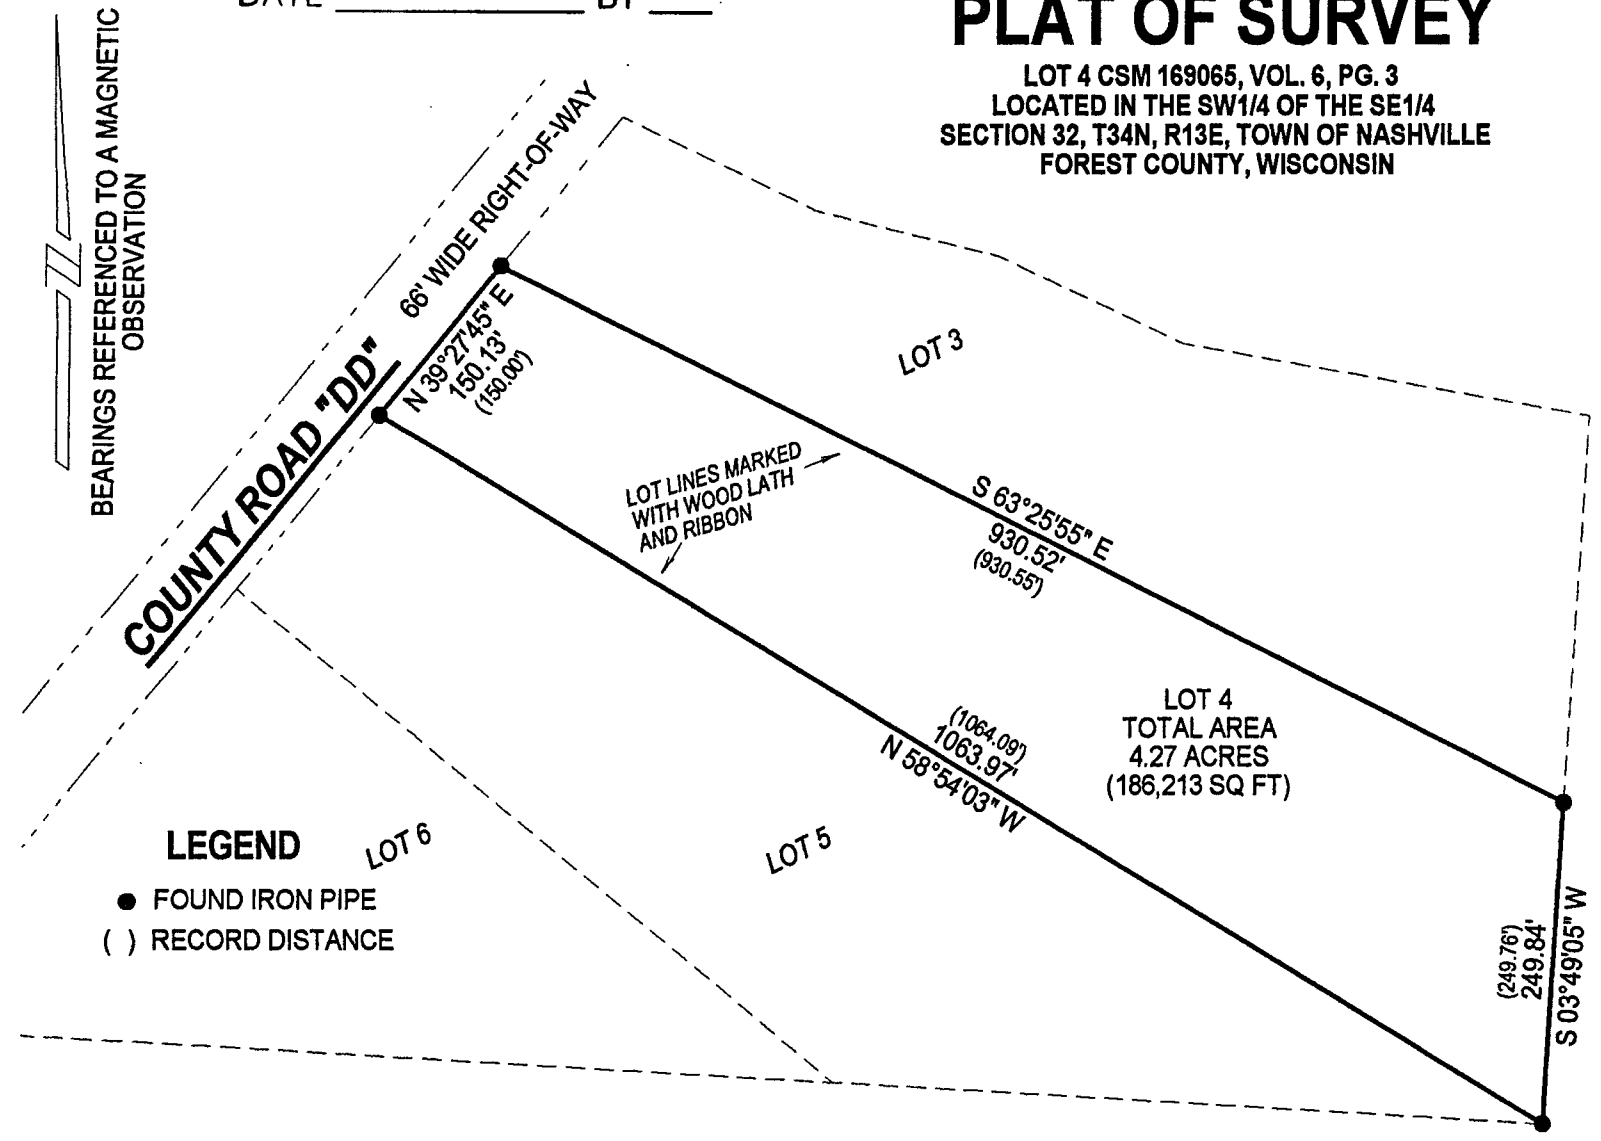 DATE ____ BY ____
PLAT OF SURVEY
LOT 4 CSM 169065, VOL. 6, PG. 3
LOCATED IN THE SW1/4 OF THE SE1/4
SECTION 32, T34N, R13E, TOWN OF NASHVILLE
FOREST COUNTY, WISCONSIN
BEARINGS REFERENCED TO A MAGNETIC
OBSERVATION
N
66' WIDE RIGHT-OF-WAY
COUNTY ROAD "DD"
N 39°27'45" E
150.13'
(150.00')
LOT 3
LOT LINES MARKED
WITH WOOD LATH
AND RIBBON
S 63°25'55" E
930.52'
(930.55')
LOT 4
TOTAL AREA
4.27 ACRES
(186,213 SQ FT)
(1064.09')
1063.97'
N 58°54'03" W
LOT 5
LOT 6
(249.76')
249.84'
S 03°49'05" W
LEGEND
● FOUND IRON PIPE
( ) RECORD DISTANCE